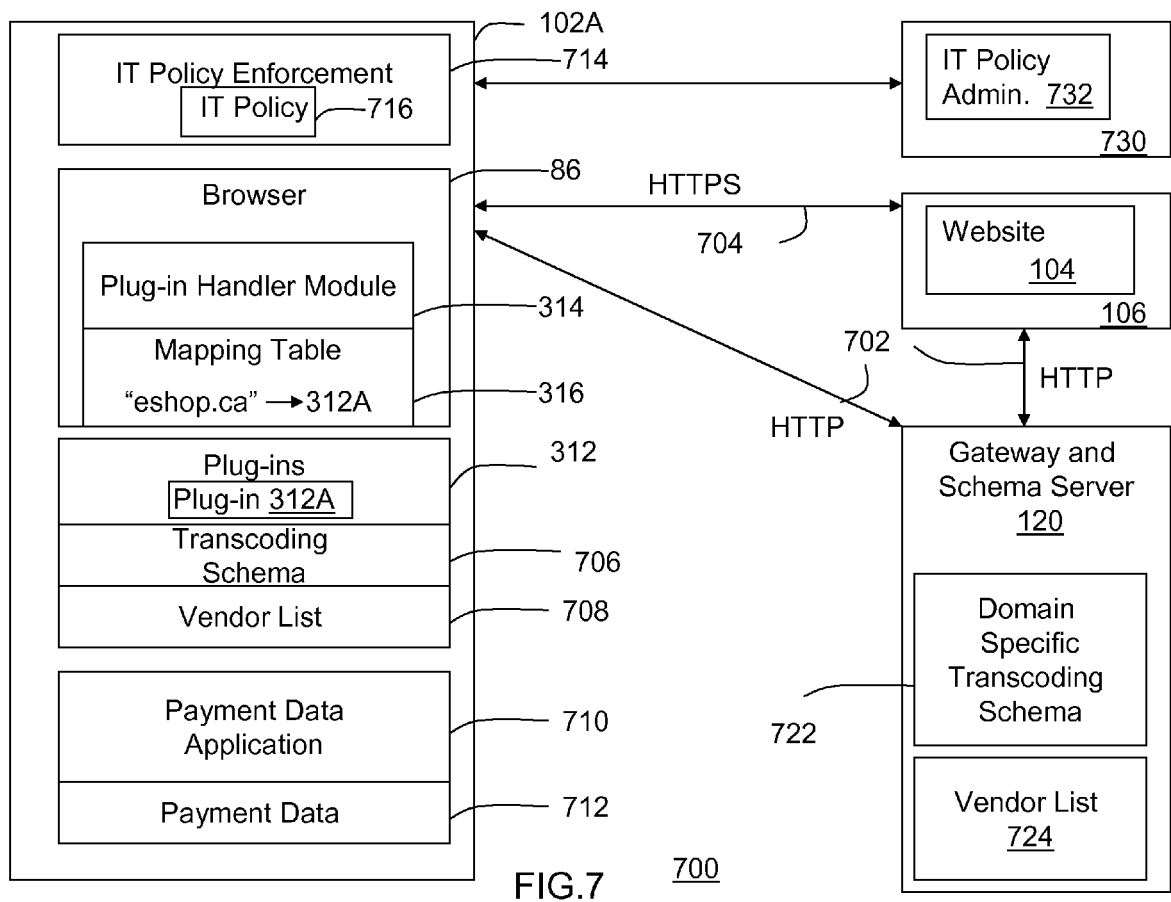 102A
IT Policy Enforcement
714
IT Policy
716
IT Policy
Admin. 732
730
Browser
86
HTTPS
704
Website
104
106
Plug-in Handler Module
314
Mapping Table
“eshop.ca” 312A
316
702
HTTP
HTTP
Plug-ins
312
Plug-in 312A
Transcoding
Schema
706
Vendor List
708
Gateway and
Schema Server
120
Domain
Specific
Transcoding
Schema
722
Payment Data
Application
710
Payment Data
712
Vendor List
724
FIG.7
700